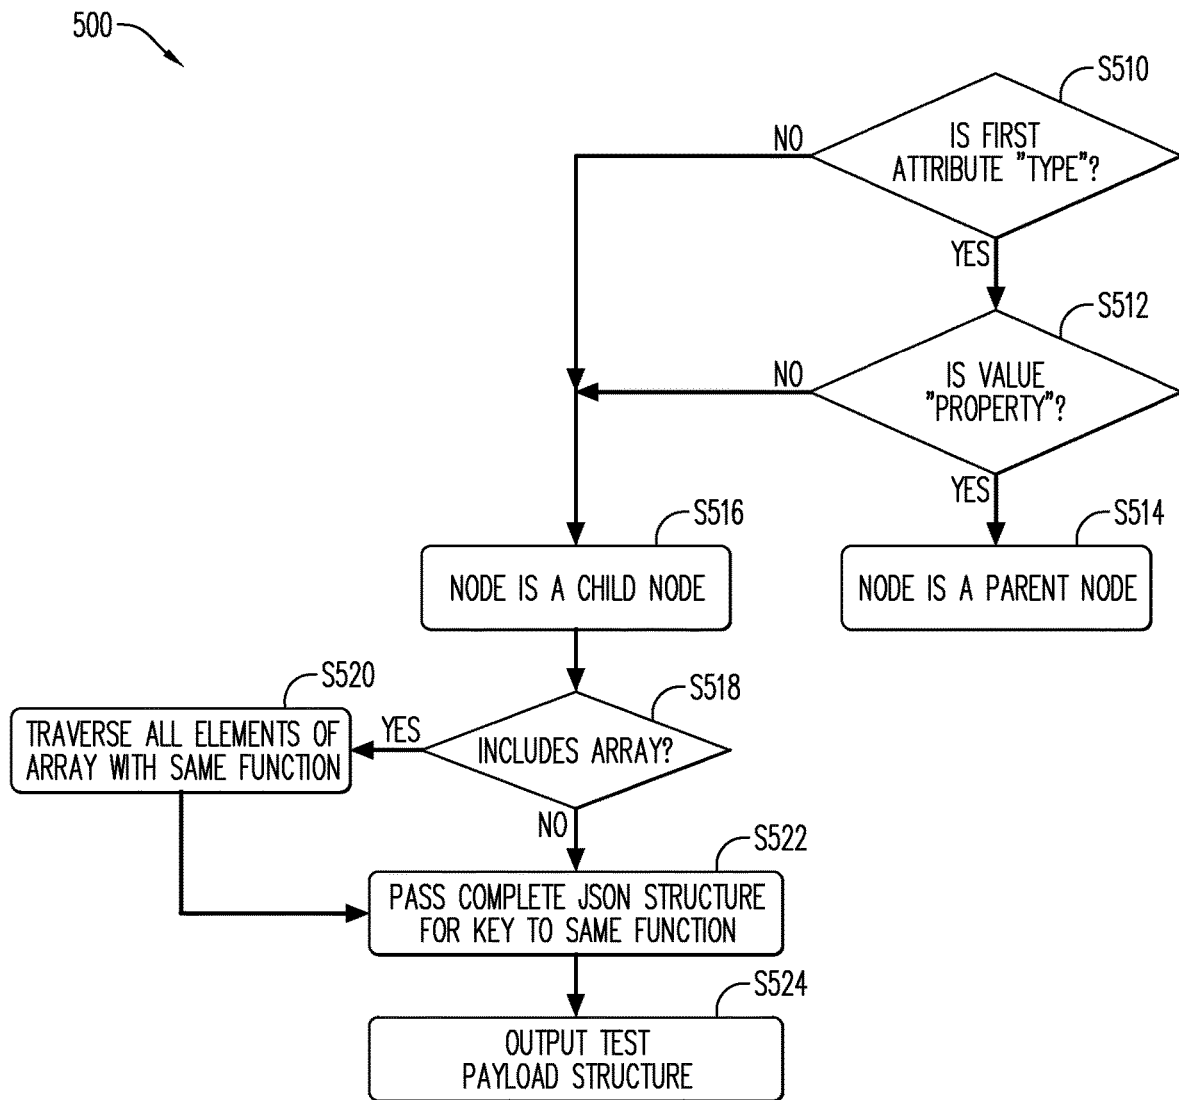 500
S510
NO
IS FIRST
ATTRIBUTE "TYPE"?
YES
S512
NO
IS VALUE
"PROPERTY"?
YES
S516
S514
NODE IS A CHILD NODE
NODE IS A PARENT NODE
S520
S518
TRAVERSE ALL ELEMENTS OF
ARRAY WITH SAME FUNCTION
YES
INCLUDES ARRAY?
NO
S522
PASS COMPLETE JSON STRUCTURE
FOR KEY TO SAME FUNCTION
S524
OUTPUT TEST
PAYLOAD STRUCTURE